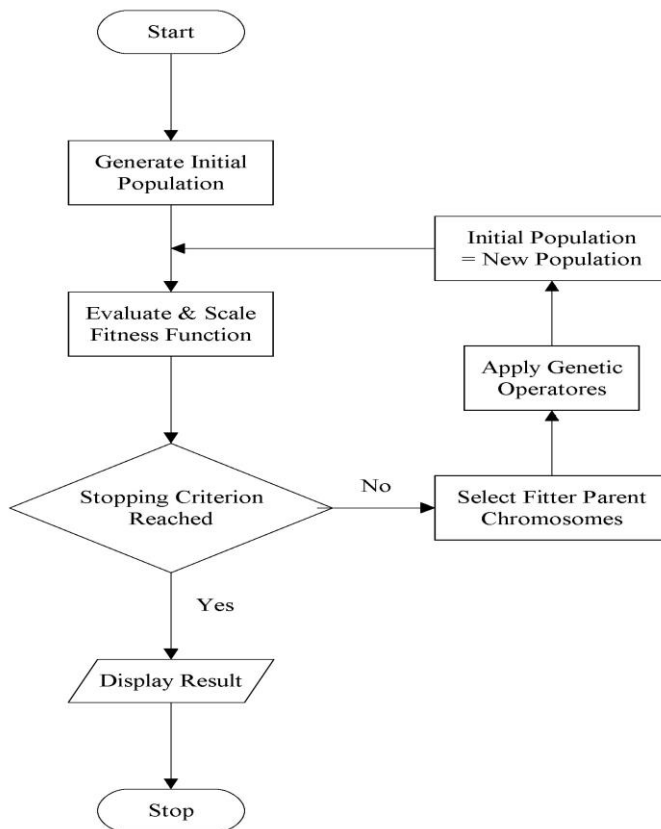 Start
Generate Initial
Population
Initial Population
= New Population
Evaluate & Scale
Fitness Function
Apply Genetic
Operatores
Stopping Criterion
Reached
No
Select Fitter Parent
Chromosomes
Yes
Display Result
Stop